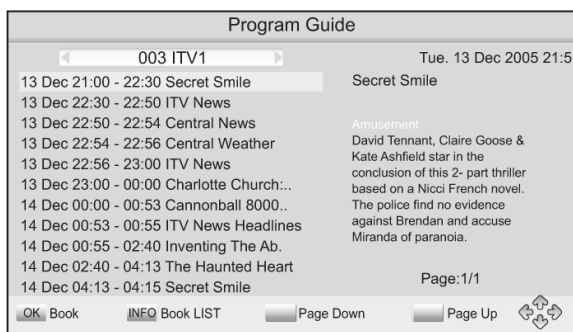 Program Guide
003 ITV1
Tue. 13 Dec 2005 21:5
13 Dec 21:00 - 22:30 Secret Smile
13 Dec 22:30 - 22:50 ITV News
13 Dec 22:50 - 22:54 Central News
13 Dec 22:54 - 22:56 Central Weather
13 Dec 22:56 - 23:00 ITV News
13 Dec 23:00 - 00:00 Charlotte Church:..
14 Dec 00:00 - 00:53 Cannonball 8000..
14 Dec 00:53 - 00:55 ITV News Headlines
14 Dec 00:55 - 02:40 Inventing The Ab.
14 Dec 02:40 - 04:13 The Haunted Heart
14 Dec 04:13 - 04:15 Secret Smile
Secret Smile
Amusement
David Tennant, Claire Goose &
Kate Ashfield star in the
conclusion of this 2- part thriller
based on a Nicci French novel.
The police find no evidence
against Brendan and accuse
Miranda of paranoia.
Page:1/1
OK Book INFO Book LIST Page Down Page Up